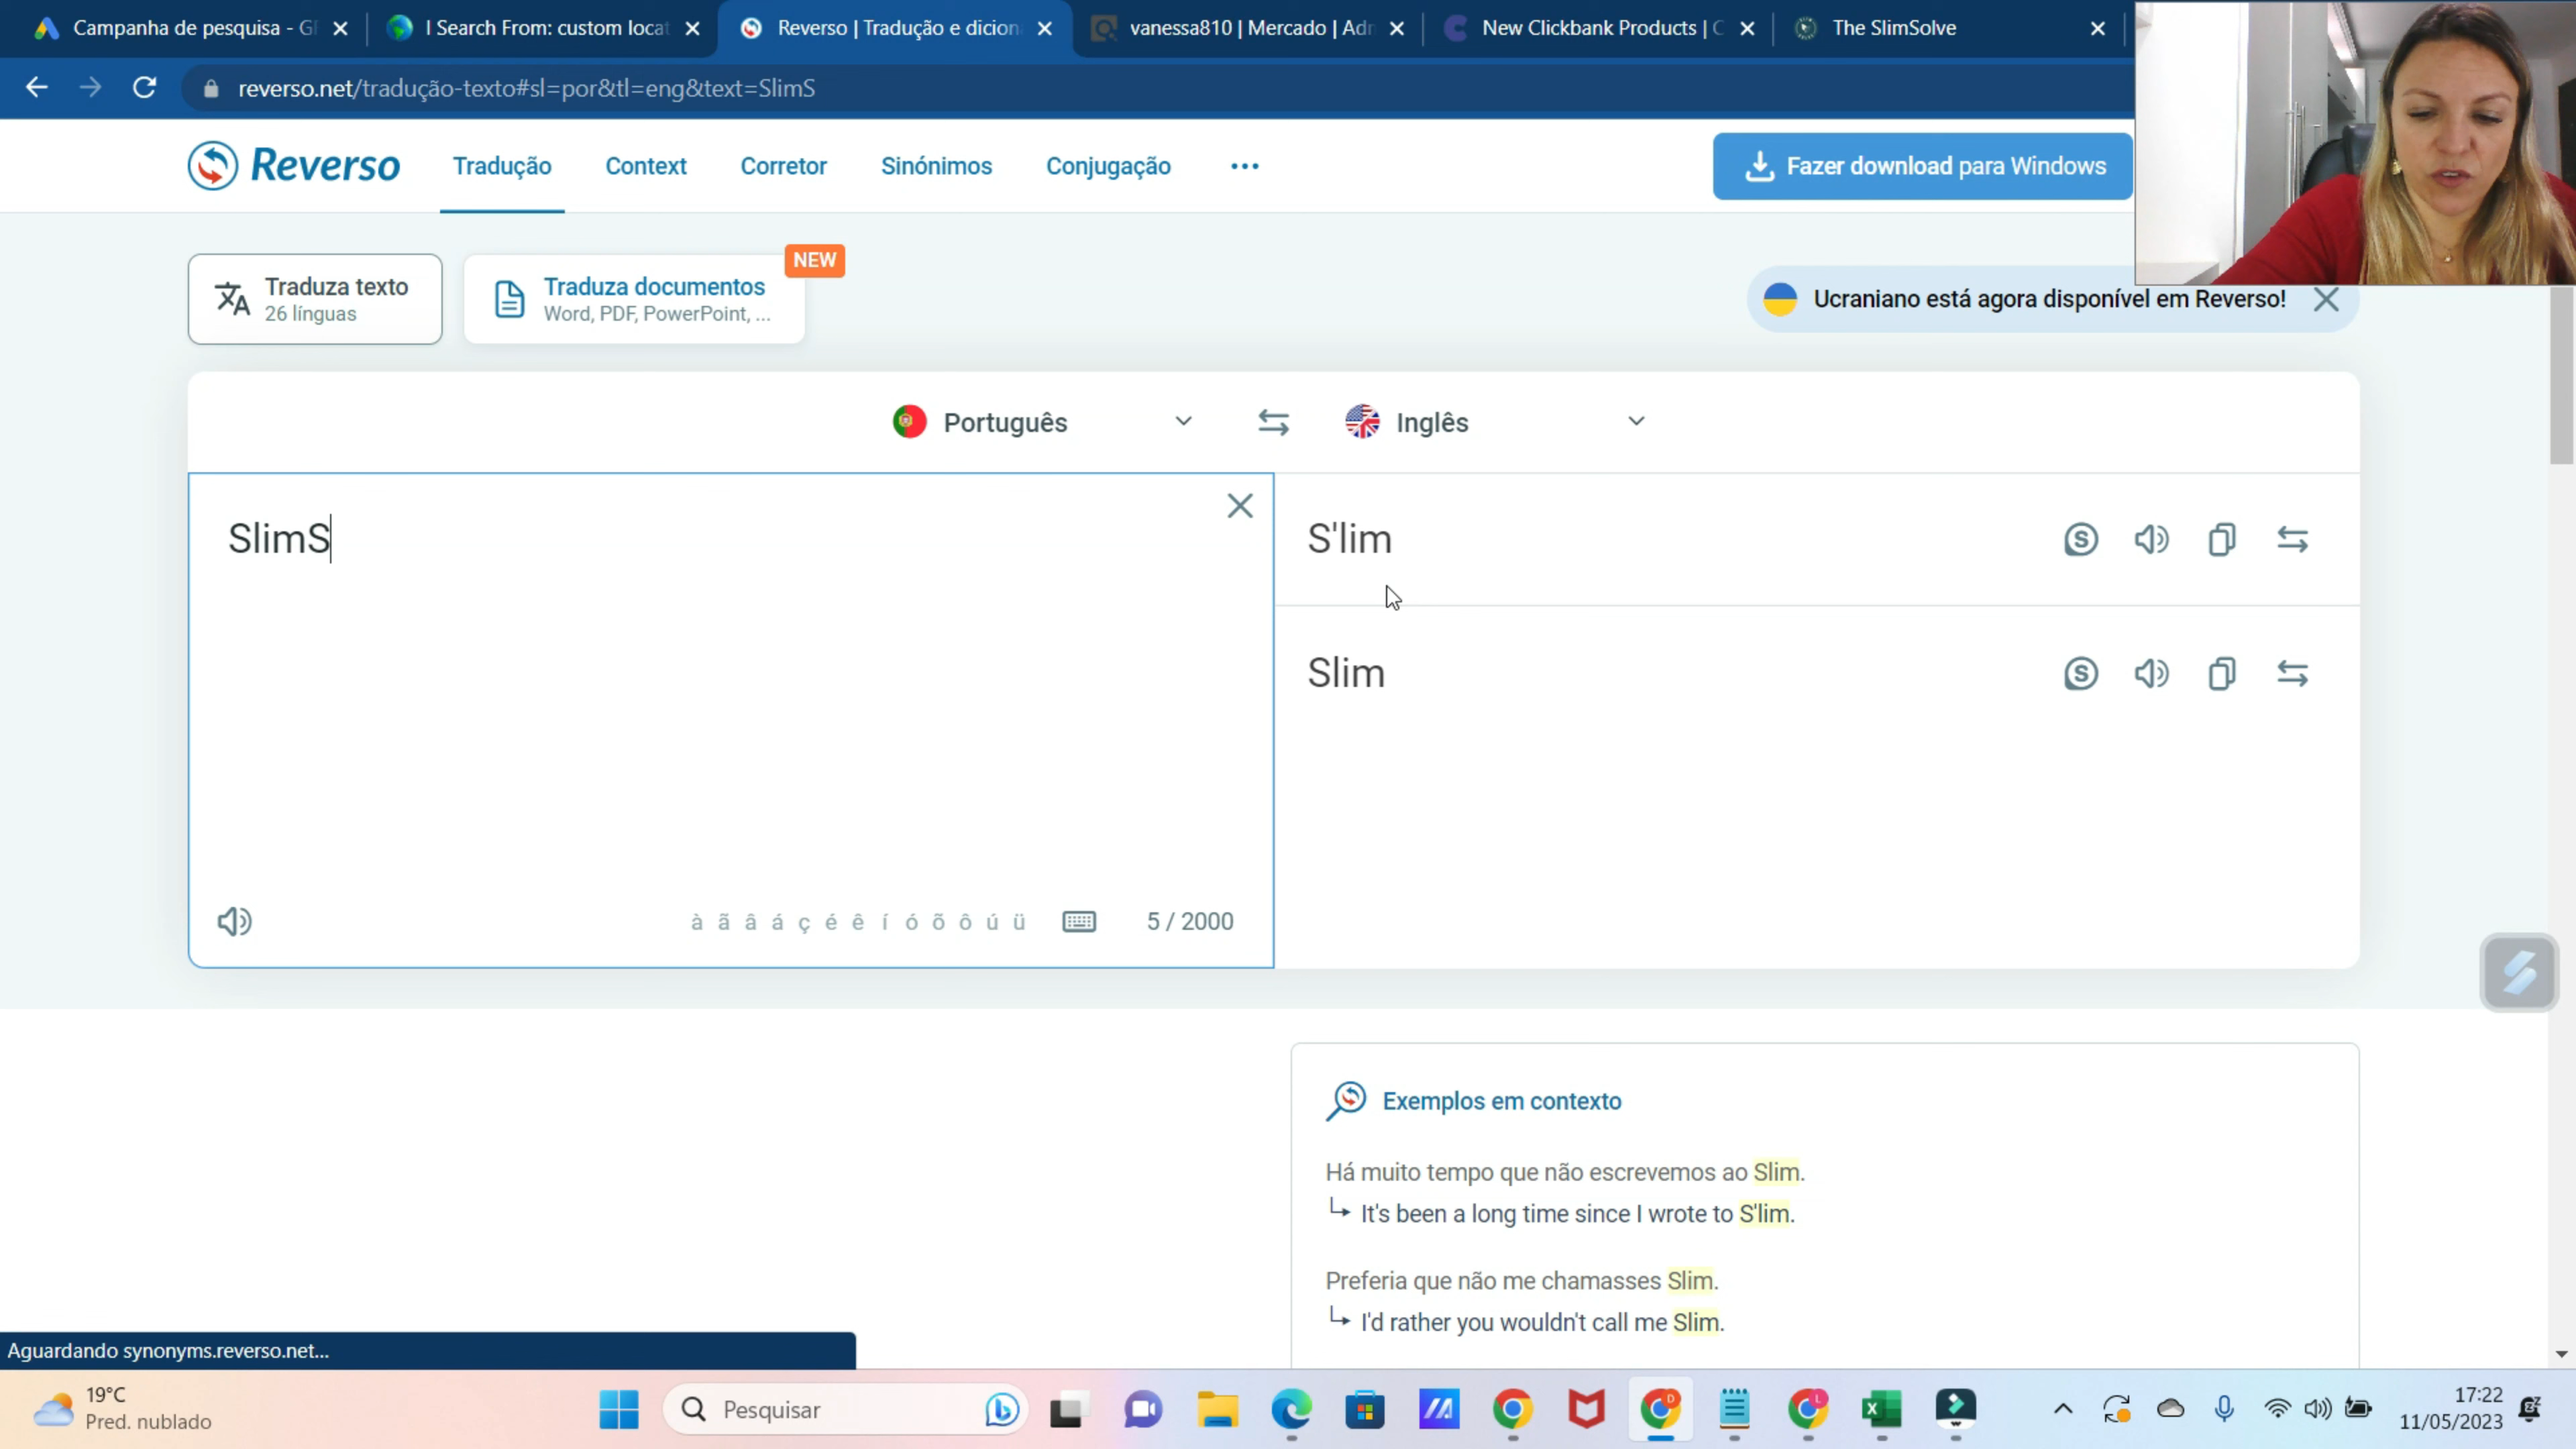 Campanha de pesquisa - G
I Search From: custom locat
Reverso | Tradução e dicion
vanessa810 | Mercado | Adm
New Clickbank Products | C
The SlimSolve
reverso.net/tradução-texto#sl=por&tl=eng&text=SlimS
Reverso
Tradução
Context
Corretor
Sinónimos
Conjugação
Fazer download para Windows
Traduza texto
26 línguas
Traduza documentos
Word, PDF, PowerPoint, ...
NEW
Ucraniano está agora disponível em Reverso!
Português
Inglês
SlimS
S'lim
Slim
à ã â á ç é ê í ó õ ô ú ü
5 / 2000
Exemplos em contexto
Há muito tempo que não escrevemos ao Slim.
It's been a long time since I wrote to S'lim.
Preferia que não me chamasses Slim.
I'd rather you wouldn't call me Slim.
Aguardando synonyms.reverso.net...
19°C
Pred. nublado
Pesquisar
17:22
11/05/2023